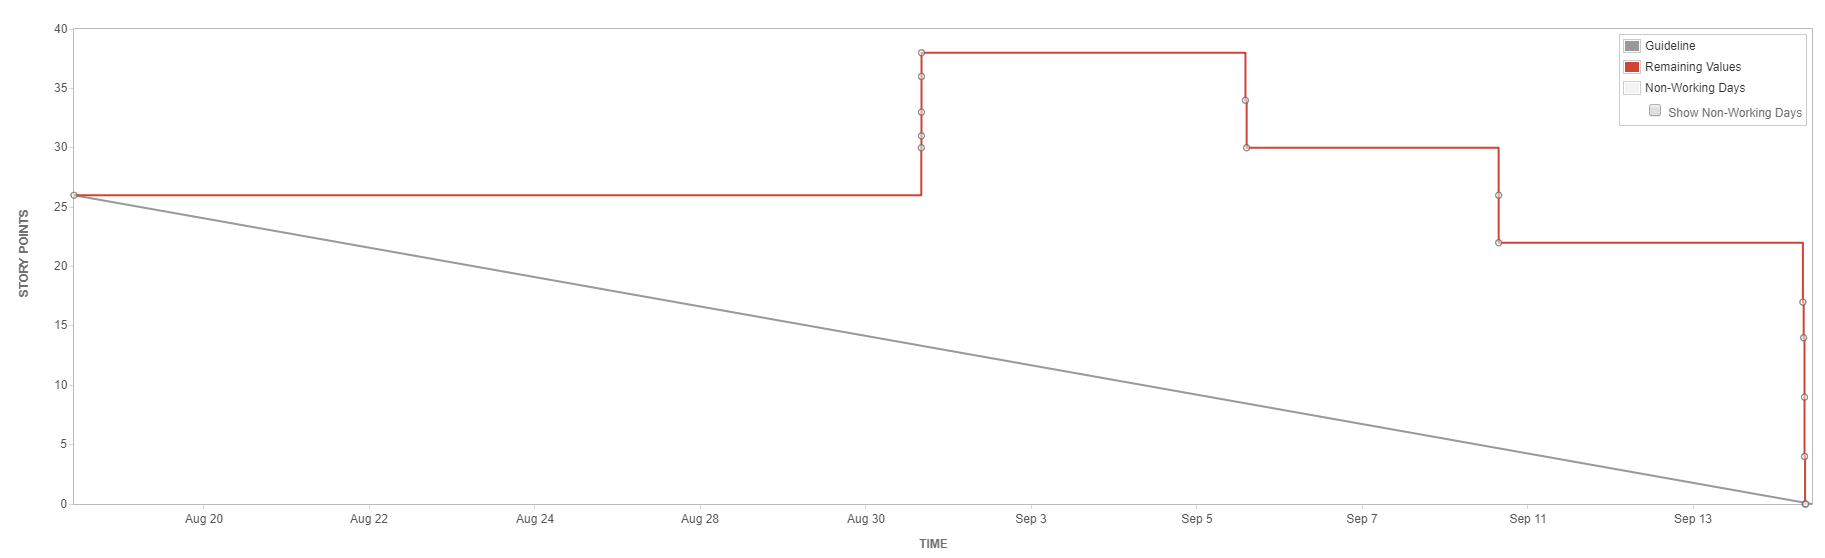 40
35
30
25
20
15
10
5
0
STORY POINTS
Guideline
Remaining Values
Non-Working Days
Show Non-Working Days
Aug 20 Aug 22 Aug 24 Aug 28 Aug 30 Sep 3 Sep 5 Sep 7 Sep 11 Sep 13
TIME